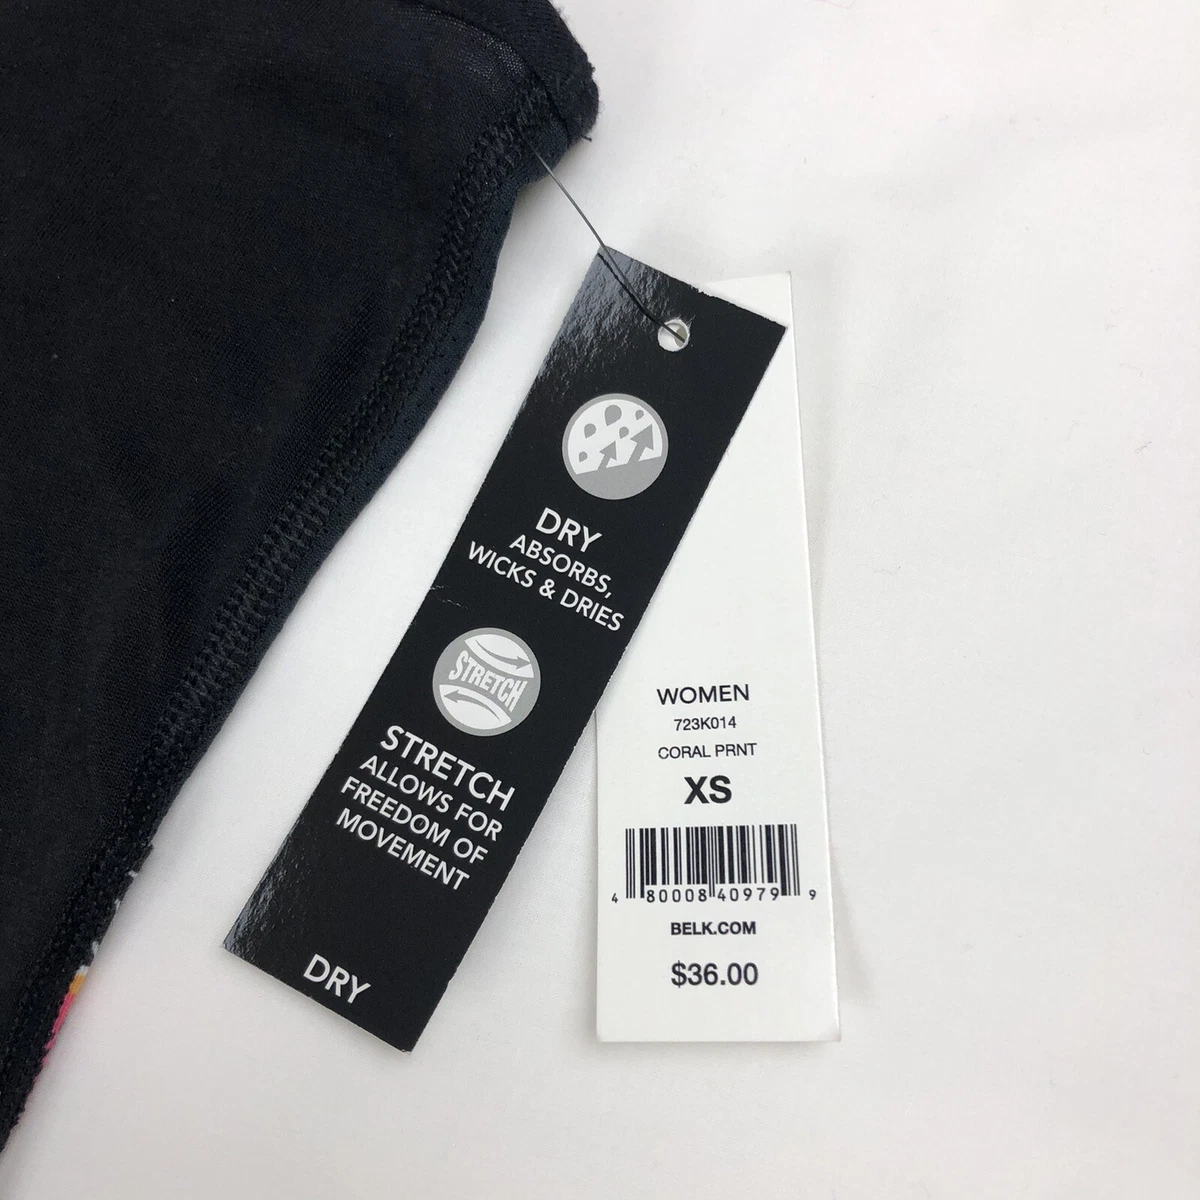 DRY
ABSORBS,
WICKS & DRIES
STRETCH
STRETCH
ALLOWS FOR
FREEDOM OF
MOVEMENT
DRY
WOMEN
723K014
CORAL PRNT
XS
4 80008 40979 9
BELK.COM
$36.00